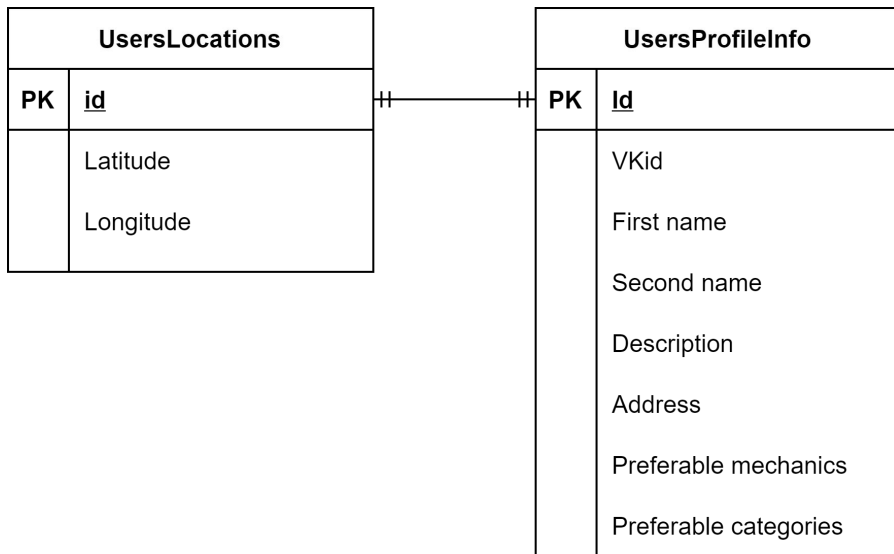 UsersLocations
PK id
Latitude
Longitude
UsersProfileInfo
PK Id
VKid
First name
Second name
Description
Address
Preferable mechanics
Preferable categories